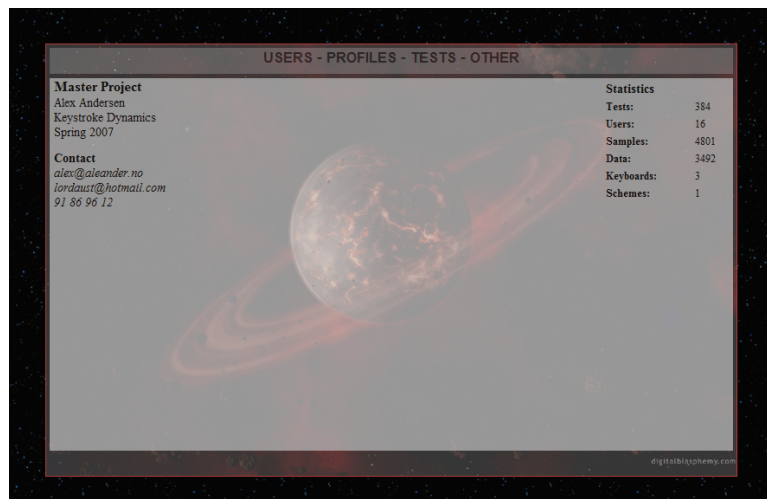 USERS - PROFILES - TESTS - OTHER
Master Project
Alex Andersen
Keystroke Dynamics
Spring 2007
Contact
alex@aleander.no
lordaust@hotmail.com
91 86 96 12
Statistics
Tests: 384
Users: 16
Samples: 4801
Data: 3492
Keyboards: 3
Schemes: 1
digitalblasphemy.com